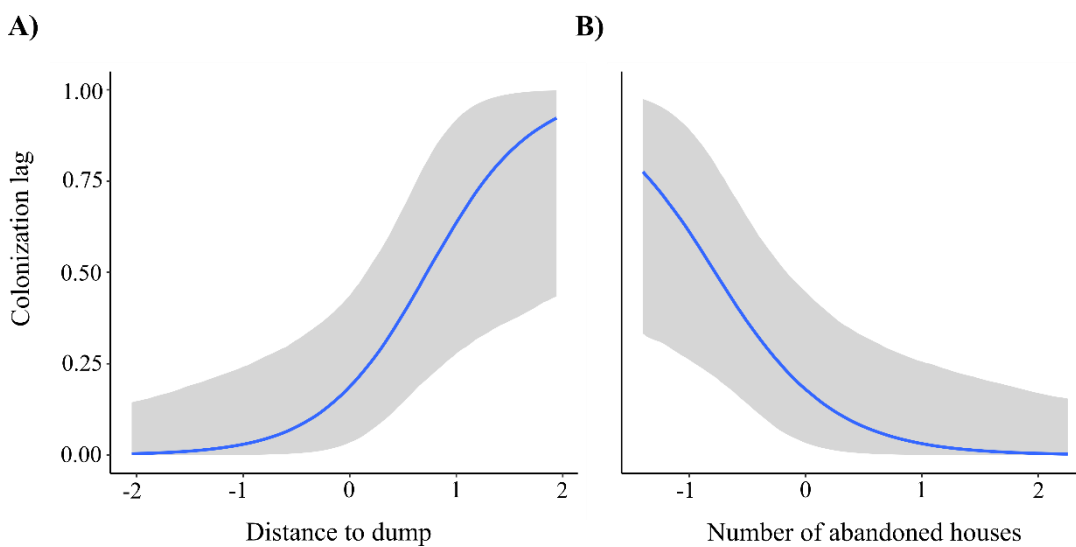 A)
B)
Colonization lag
1.00
0.75
0.50
0.25
0.00
-2 -1 0 1 2
-1 0 1 2
Distance to dump
Number of abandoned houses